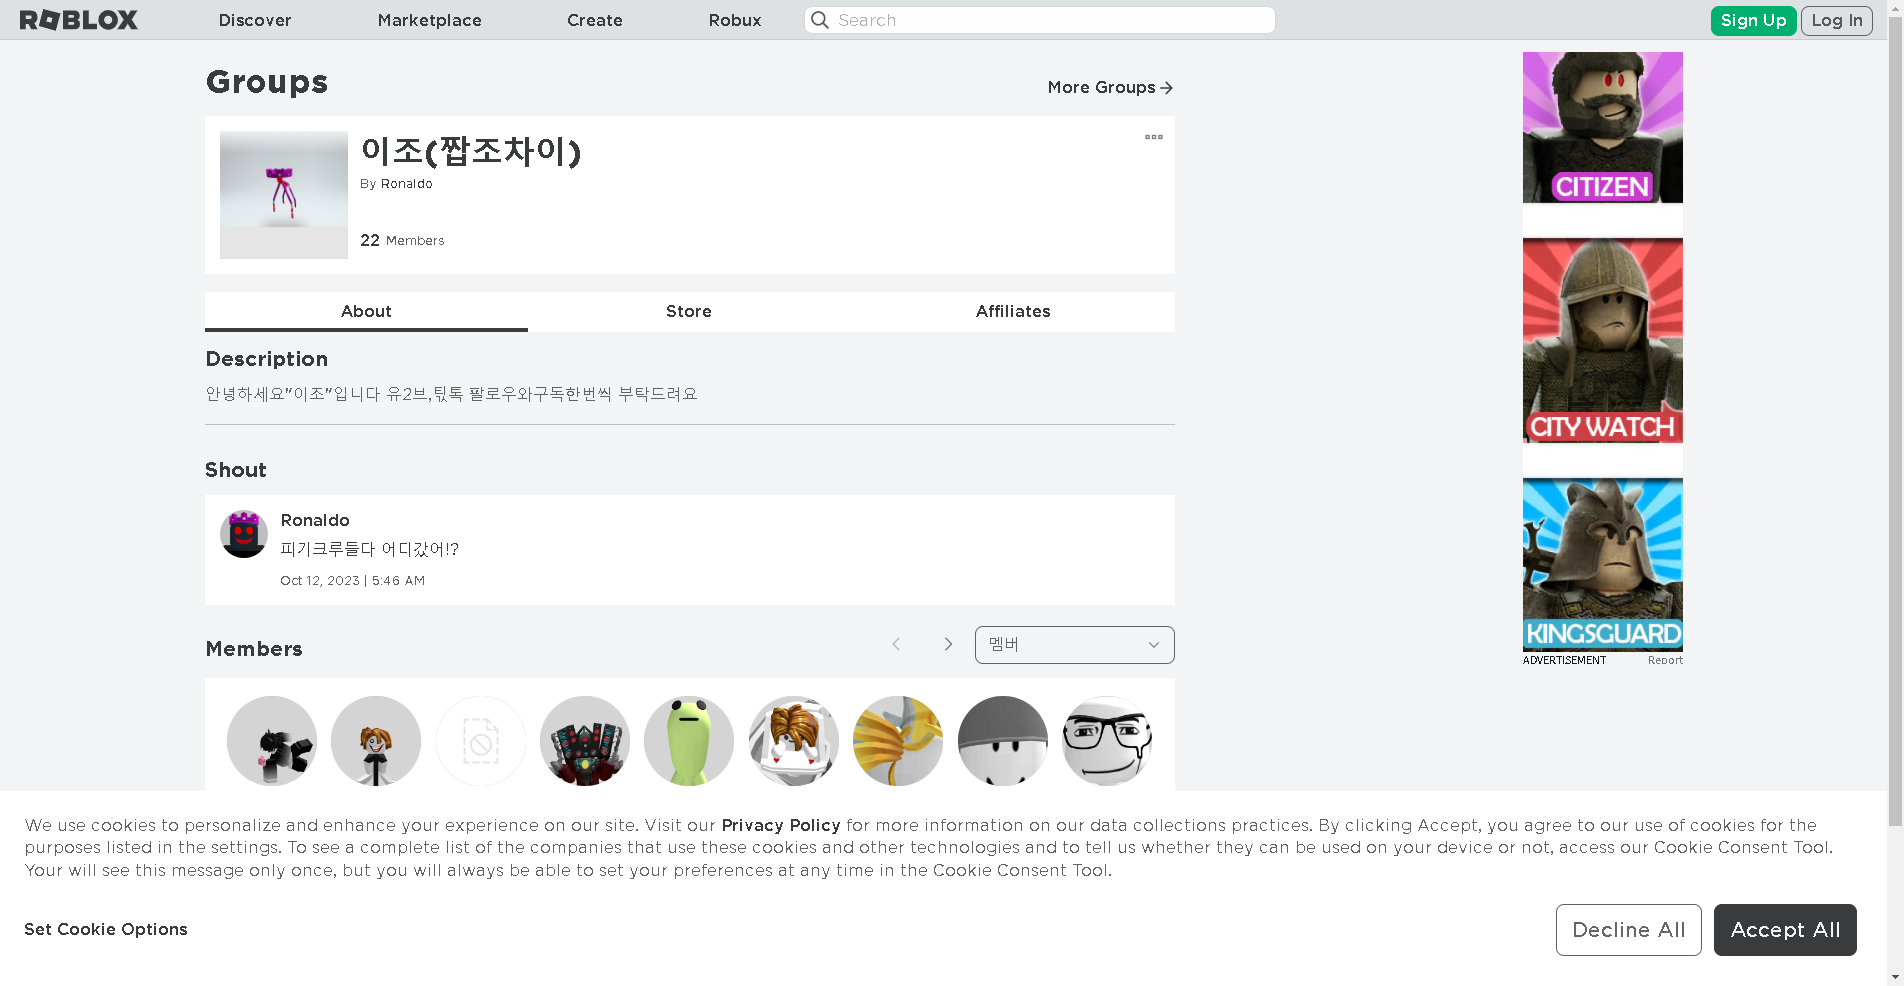 ROBLOX
Discover
Marketplace
Create
Robux
Search
Sign Up
Log In
Groups
More Groups
이조(짭조차이)
By Ronaldo
22 Members
About
Store
Affiliates
Description
안녕하세요"이조"입니다 유2브,팃톡 팔로우와구독한번씩 부탁드려요
Shout
Ronaldo
피기크루들다 어디갔어!?
Oct 12, 2023 | 5:46 AM
Members
멤버
CITIZEN
CITY WATCH
KINGSGUARD
ADVERTISEMENT
Report
We use cookies to personalize and enhance your experience on our site. Visit our Privacy Policy for more information on our data collections practices. By clicking Accept, you agree to our use of cookies for the
purposes listed in the settings. To see a complete list of the companies that use these cookies and other technologies and to tell us whether they can be used on your device or not, access our Cookie Consent Tool.
Your will see this message only once, but you will always be able to set your preferences at any time in the Cookie Consent Tool.
Set Cookie Options
Decline All
Accept All